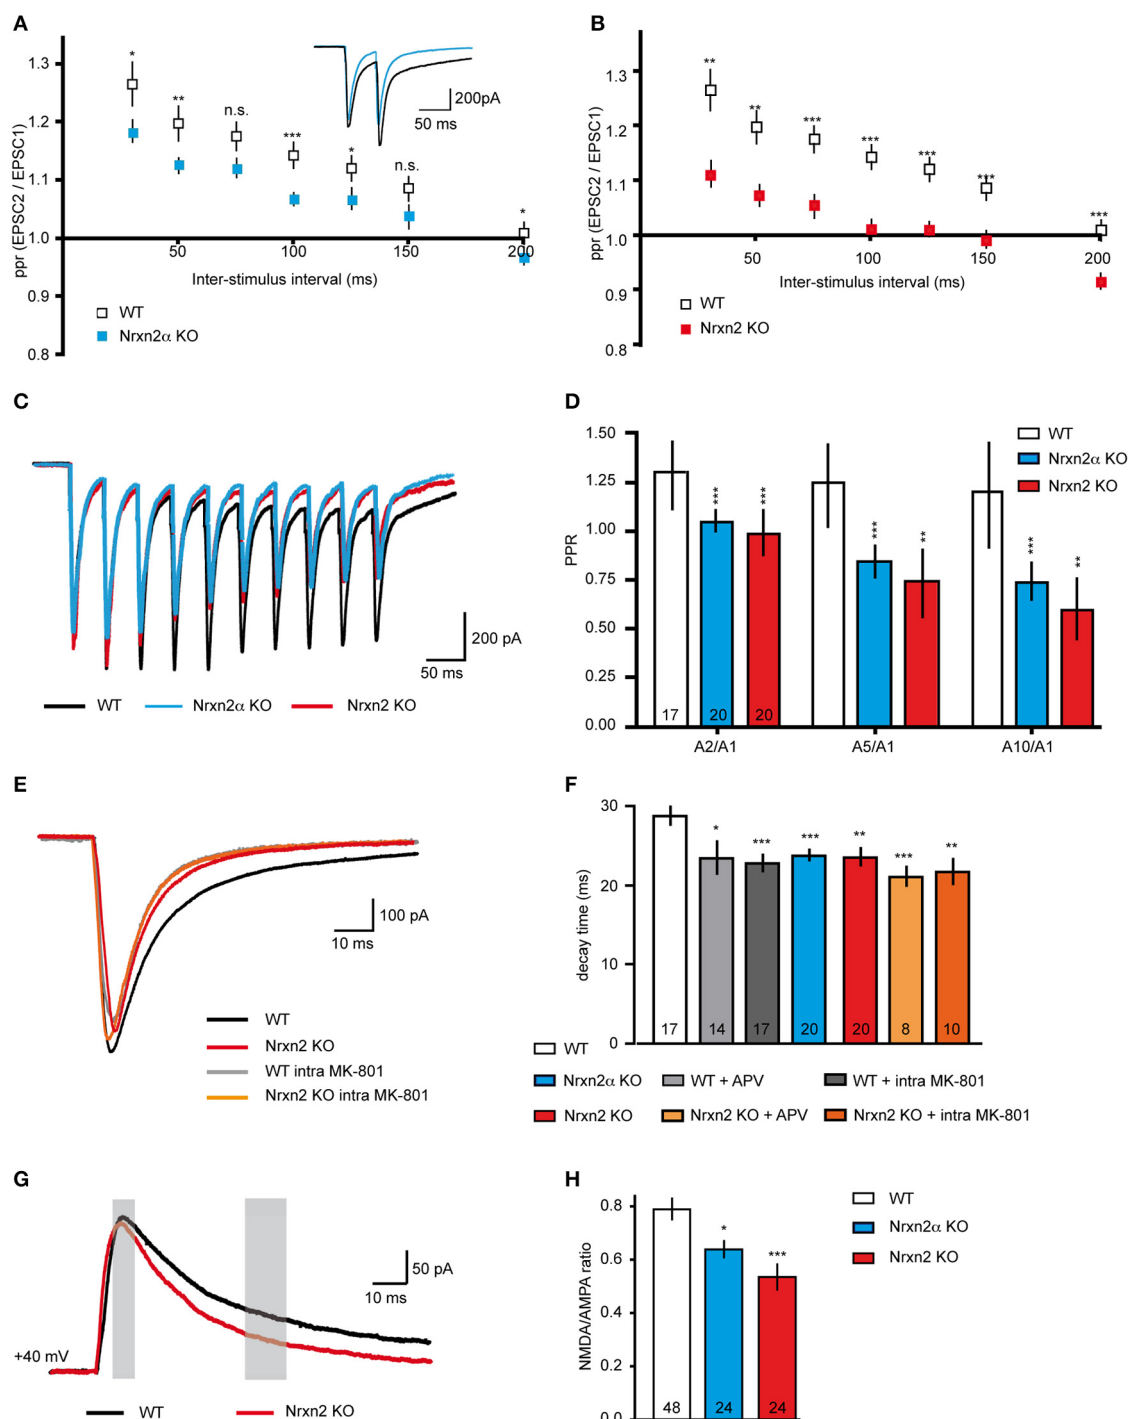 A
ppr (EPSC2 / EPSC1)
1.3
1.2
1.1
1.0
0.9
0.8
*
**
n.s.
***
*
n.s.
*
200pA
50 ms
50
100
150
200
Inter-stimulus interval (ms)
WT
Nrxn2α KO
B
ppr (EPSC2 / EPSC1)
1.3
1.2
1.1
1.0
0.9
0.8
**
**
***
***
***
***
***
50
100
150
200
Inter-stimulus interval (ms)
WT
Nrxn2 KO
C
200 pA
50 ms
WT
Nrxn2α KO
Nrxn2 KO
D
PPR
1.50
1.25
1.00
0.75
0.50
0.25
0.00
WT
Nrxn2α KO
Nrxn2 KO
***
***
***
**
***
**
17
20
20
A2/A1
A5/A1
A10/A1
E
100 pA
10 ms
WT
Nrxn2 KO
WT intra MK-801
Nrxn2 KO intra MK-801
F
decay time (ms)
30
20
10
0
*
***
***
**
***
**
17
14
17
20
20
8
10
WT
Nrxn2α KO
WT + APV
WT + intra MK-801
Nrxn2 KO
Nrxn2 KO + APV
Nrxn2 KO + intra MK-801
G
50 pA
10 ms
+40 mV
WT
Nrxn2 KO
H
NMDA/AMPA ratio
0.8
0.6
0.4
0.2
0.0
*
***
48
24
24
WT
Nrxn2α KO
Nrxn2 KO